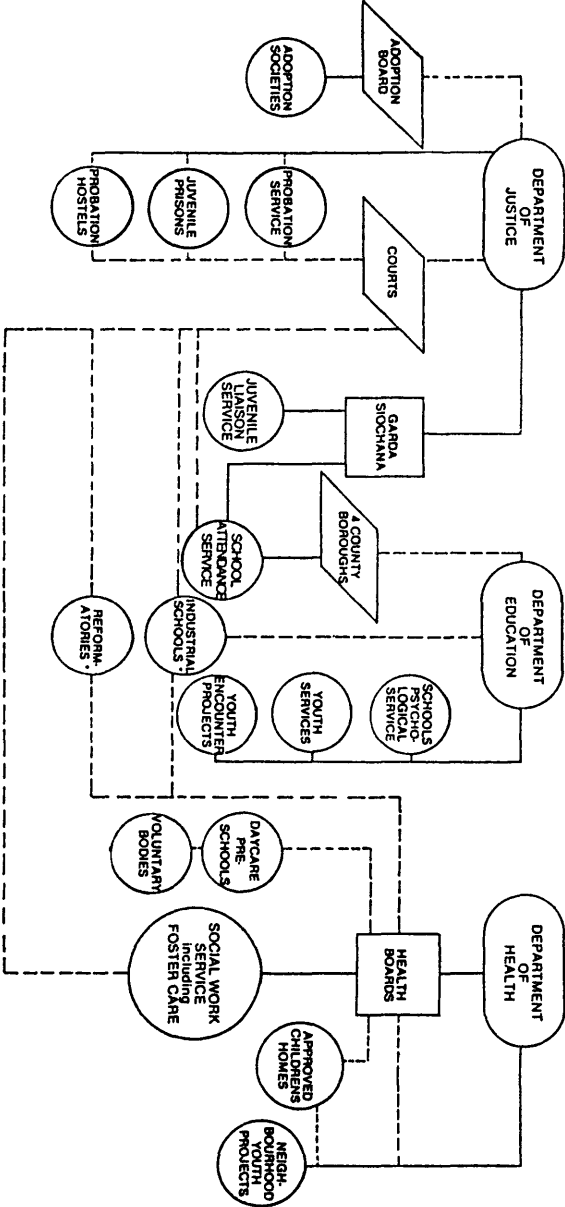 DEPARTMENT
OF
JUSTICE
DEPARTMENT
OF
EDUCATION
DEPARTMENT
OF
HEALTH
ADOPTION
BOARD
COURTS
GARDA
SIOCHANA
4 COUNTY
BOROUGHS
SCHOOLS
PSYCHO-
LOGICAL
SERVICE
HEALTH
BOARDS
ADOPTION
SOCIETIES
PROBATION
SERVICE
JUVENILE
PRISONS
PROBATION
HOSTELS
JUVENILE
LIAISON
SERVICE
SCHOOL
ATTENDANCE
SERVICE
INDUSTRIAL
SCHOOLS*
REFORM-
ATORIES*
YOUTH
SERVICES
YOUTH
ENCOUNTER
PROJECTS
DAYCARE
PRE-
SCHOOLS
VOLUNTARY
BODIES
SOCIAL WORK
SERVICE
including
FOSTER CARE
APPROVED
CHILDRENS
HOMES
NEIGH-
BOURHOOD
YOUTH
PROJECTS